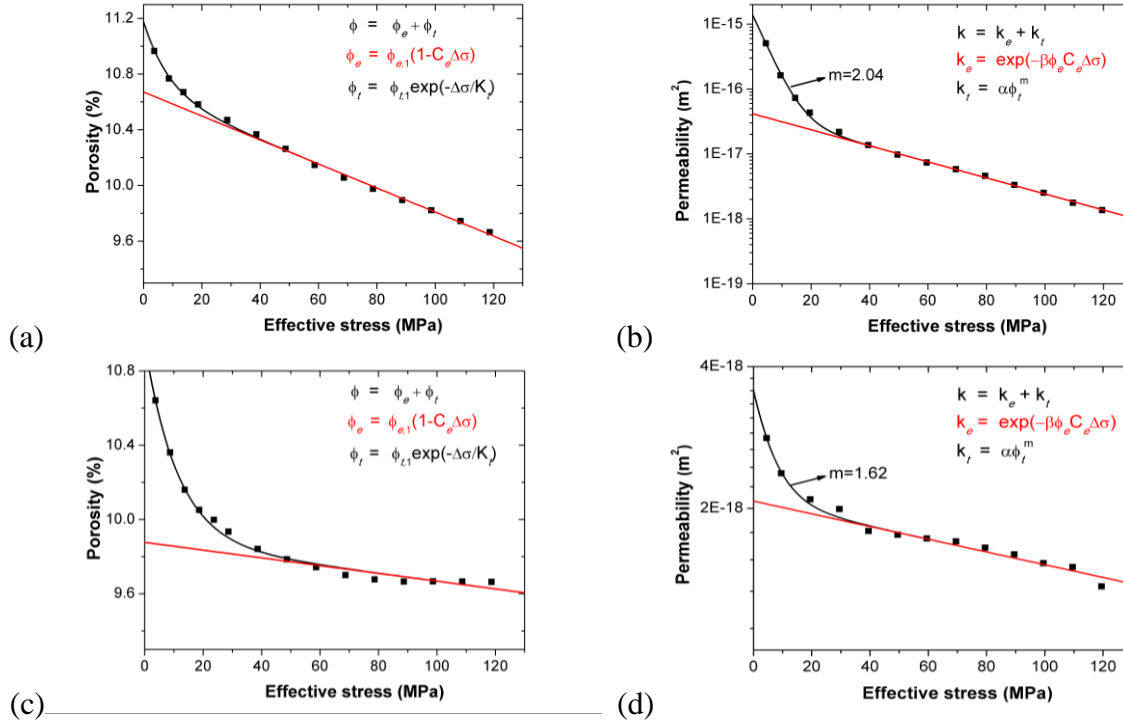 11.2
10.8
10.4
10.0
9.6
0 20 40 60 80 100 120
Porosity (%)
Effective stress (MPa)
ϕ = ϕe + ϕt
ϕe = ϕe,1(1-CeΔσ)
ϕt = ϕt,1exp(-Δσ/Kt)
(a)
1E-15
1E-16
1E-17
1E-18
1E-19
0 20 40 60 80 100 120
Permeability (m²)
Effective stress (MPa)
k = ke + kt
ke = exp(-βϕeCeΔσ)
kt = αϕt^m
m=2.04
(b)
10.8
10.4
10.0
9.6
0 20 40 60 80 100 120
Porosity (%)
Effective stress (MPa)
ϕ = ϕe + ϕt
ϕe = ϕe,1(1-CeΔσ)
ϕt = ϕt,1exp(-Δσ/Kt)
(c)
4E-18
2E-18
0 20 40 60 80 100 120
Permeability (m²)
Effective stress (MPa)
k = ke + kt
ke = exp(-βϕeCeΔσ)
kt = αϕt^m
m=1.62
(d)